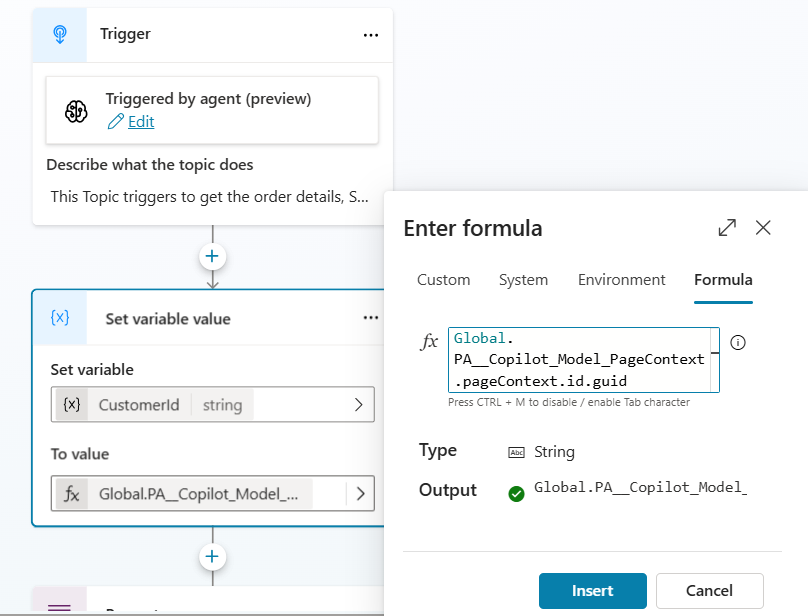 Trigger
Triggered by agent (preview)
Edit
Describe what the topic does
This Topic triggers to get the order details, S...
{x}
Set variable value
Set variable
{x} CustomerId string
To value
fx Global.PA__Copilot_Model_...
Enter formula
Custom System Environment Formula
fx
Global.
PA__Copilot_Model_PageContext
.pageContext.id.guid
Press CTRL + M to disable / enable Tab character
Type Abc String
Output Global.PA__Copilot_Model_
Insert Cancel